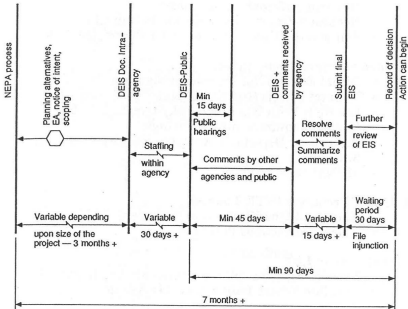 NEPA process
Planning alternatives,
EA, notice of intent,
scoping
DEIS Doc. Intra-
agency
DEIS-Public
DEIS +
comments received
by agency
Submit final
EIS
Record of decision
Action can begin
Min
15 days
Public
hearings
Staffing
within
agency
Comments by other
agencies and public
Resolve
comments
Summarize
comments
Further
review
of EIS
Variable depending
upon size of the
project — 3 months +
Variable
30 days +
Min 45 days
Variable
15 days +
Waiting
period
30 days
File
injunction
Min 90 days
7 months +